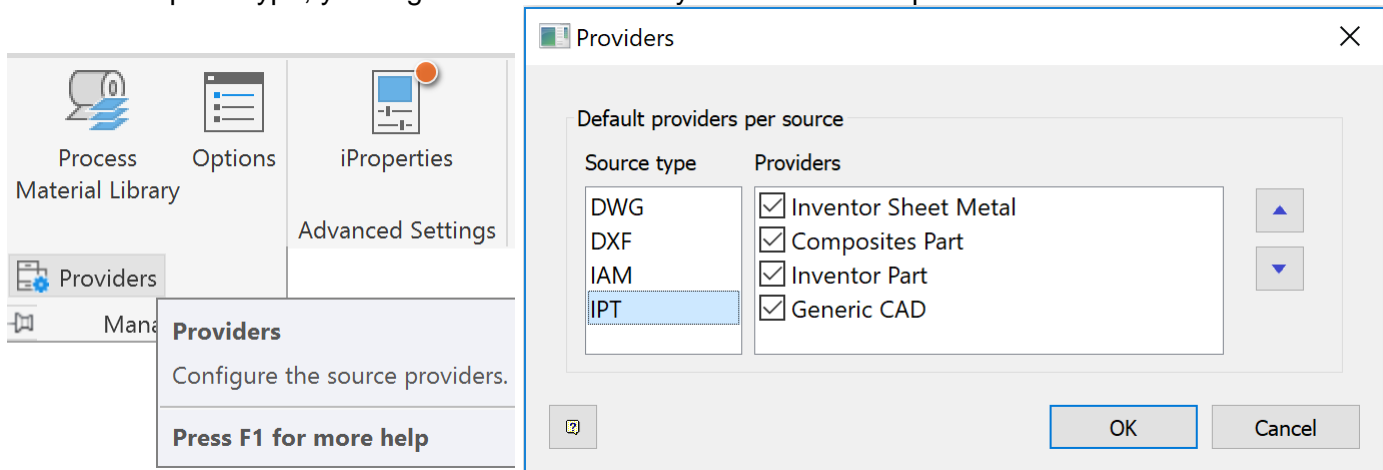 Process
Material Library
Options
iProperties
Advanced Settings
Providers
Mana
Providers
Configure the source providers.
Press F1 for more help
Providers
Default providers per source
Source type
Providers
DWG
DXF
IAM
IPT
Inventor Sheet Metal
Composites Part
Inventor Part
Generic CAD
OK
Cancel